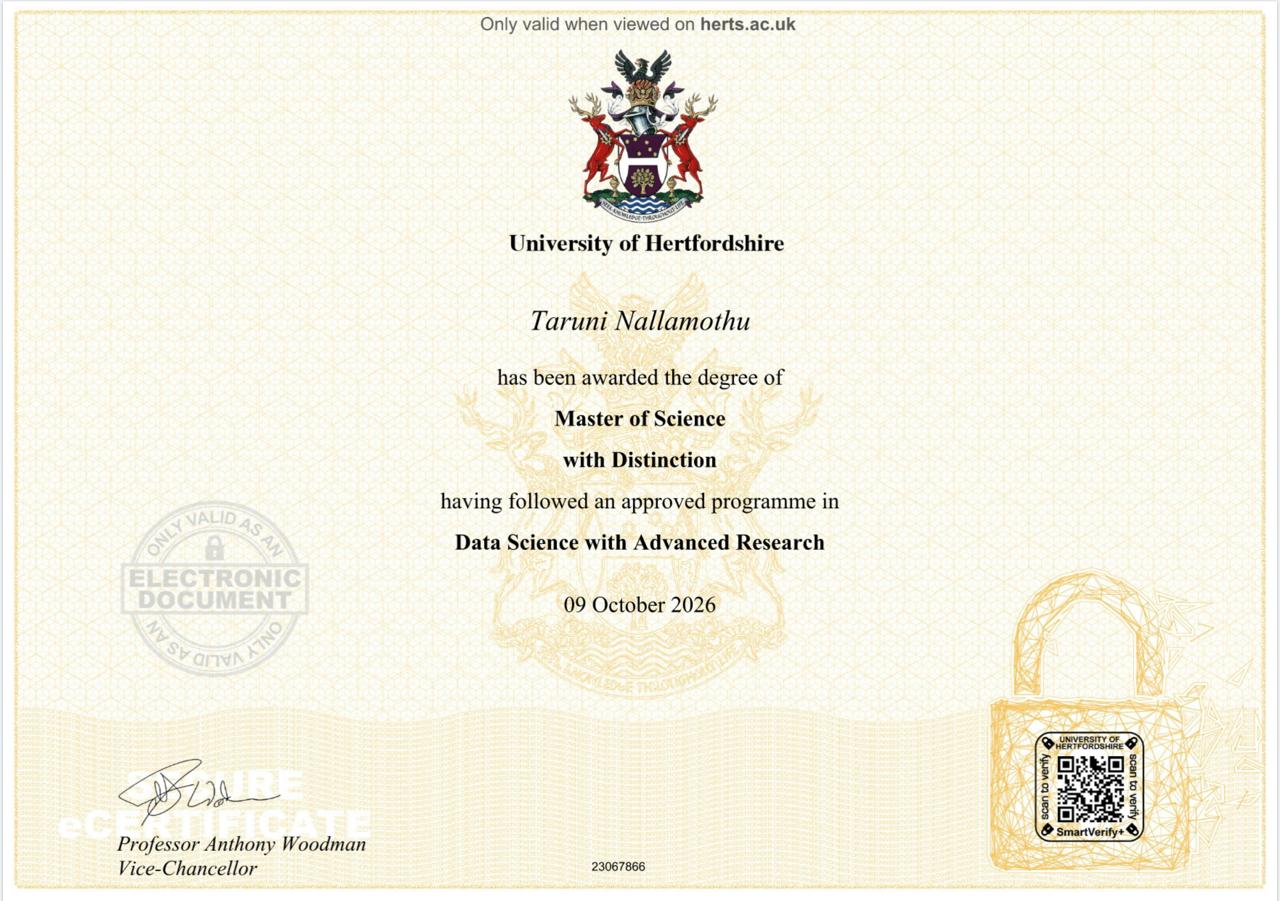 Only valid when viewed on herts.ac.uk
University of Hertfordshire
Taruni Nallamothu
has been awarded the degree of
Master of Science
with Distinction
having followed an approved programme in
Data Science with Advanced Research
09 October 2026
ONLY VALID AS AN
ELECTRONIC
DOCUMENT
ONLY VALID AS AN
SECURE
eCERTIFICATE
Professor Anthony Woodman
Vice-Chancellor
23067866
UNIVERSITY OF
HERTFORDSHIRE
scan to verify
scan to verify
SmartVerify+